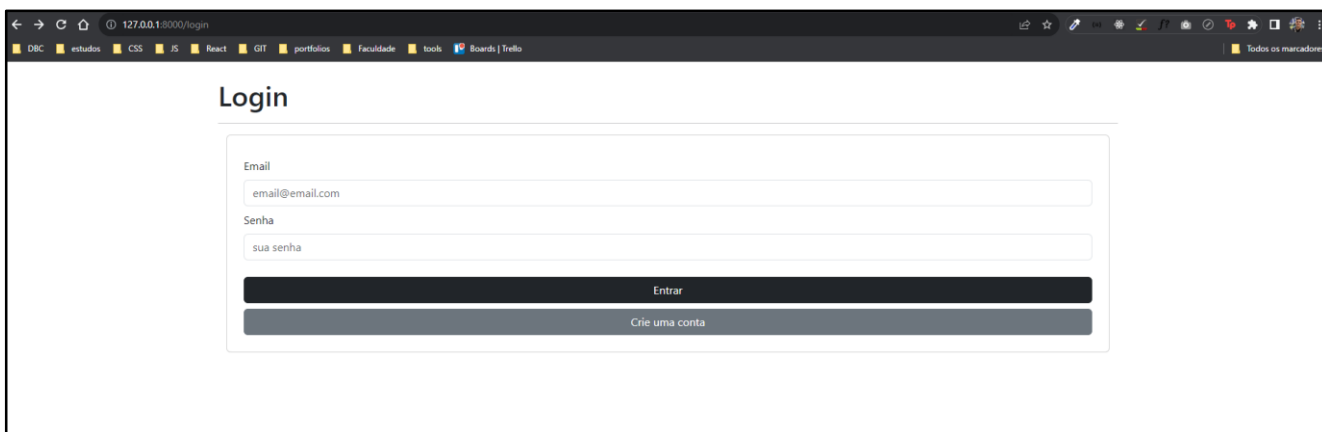 127.0.0.1:8000/login
DBC estudos CSS JS React GIT portfolios Faculdade tools Boards | Trello Todos os marcadores
Login
Email
email@email.com
Senha
sua senha
Entrar
Crie uma conta